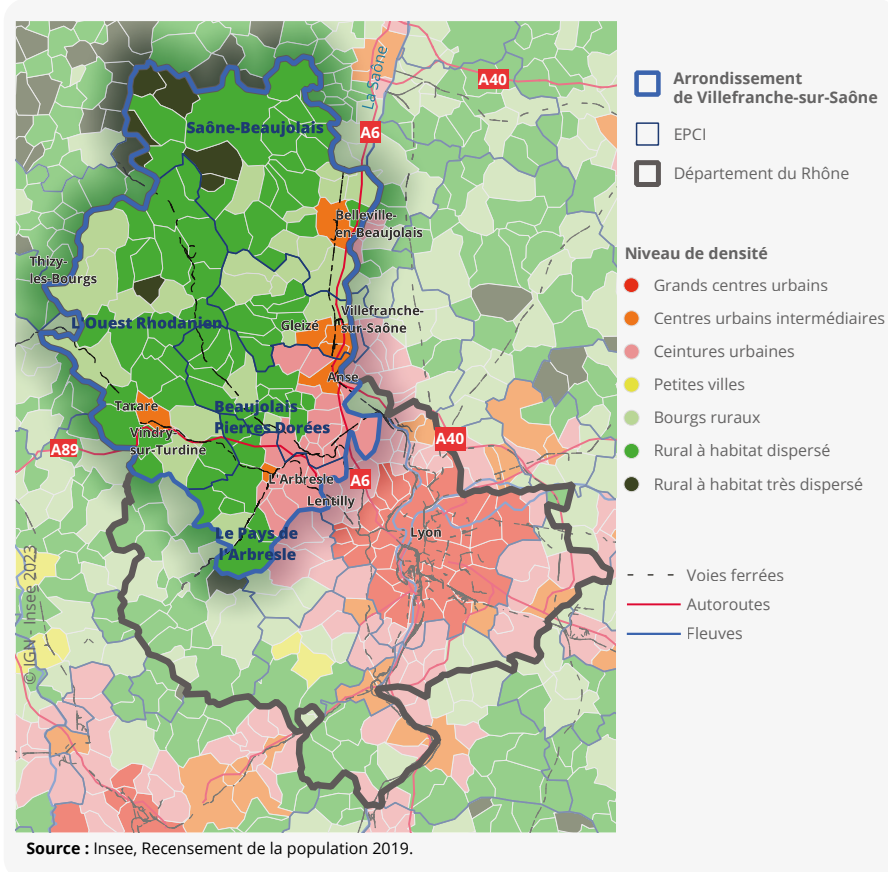 A40
La Saône
Saône-Beaujolais
A6
Belleville-
en-Beaujolais
Thizy-
les-Bourgs
L'Ouest Rhodanien
Gleizé
Villefranche-
sur-Saône
Anse
Tarare
Beaujolais
Pierres Dorées
Vindry-
sur-Turdine
A89
A40
L'Arbresle
A6
Lentilly
Le Pays de
l'Arbresle
Lyon
© IGN - Insee 2023
Arrondissement
de Villefranche-sur-Saône
EPCI
Département du Rhône
Niveau de densité
Grands centres urbains
Centres urbains intermédiaires
Ceintures urbaines
Petites villes
Bourgs ruraux
Rural à habitat dispersé
Rural à habitat très dispersé
Voies ferrées
Autoroutes
Fleuves
Source : Insee, Recensement de la population 2019.